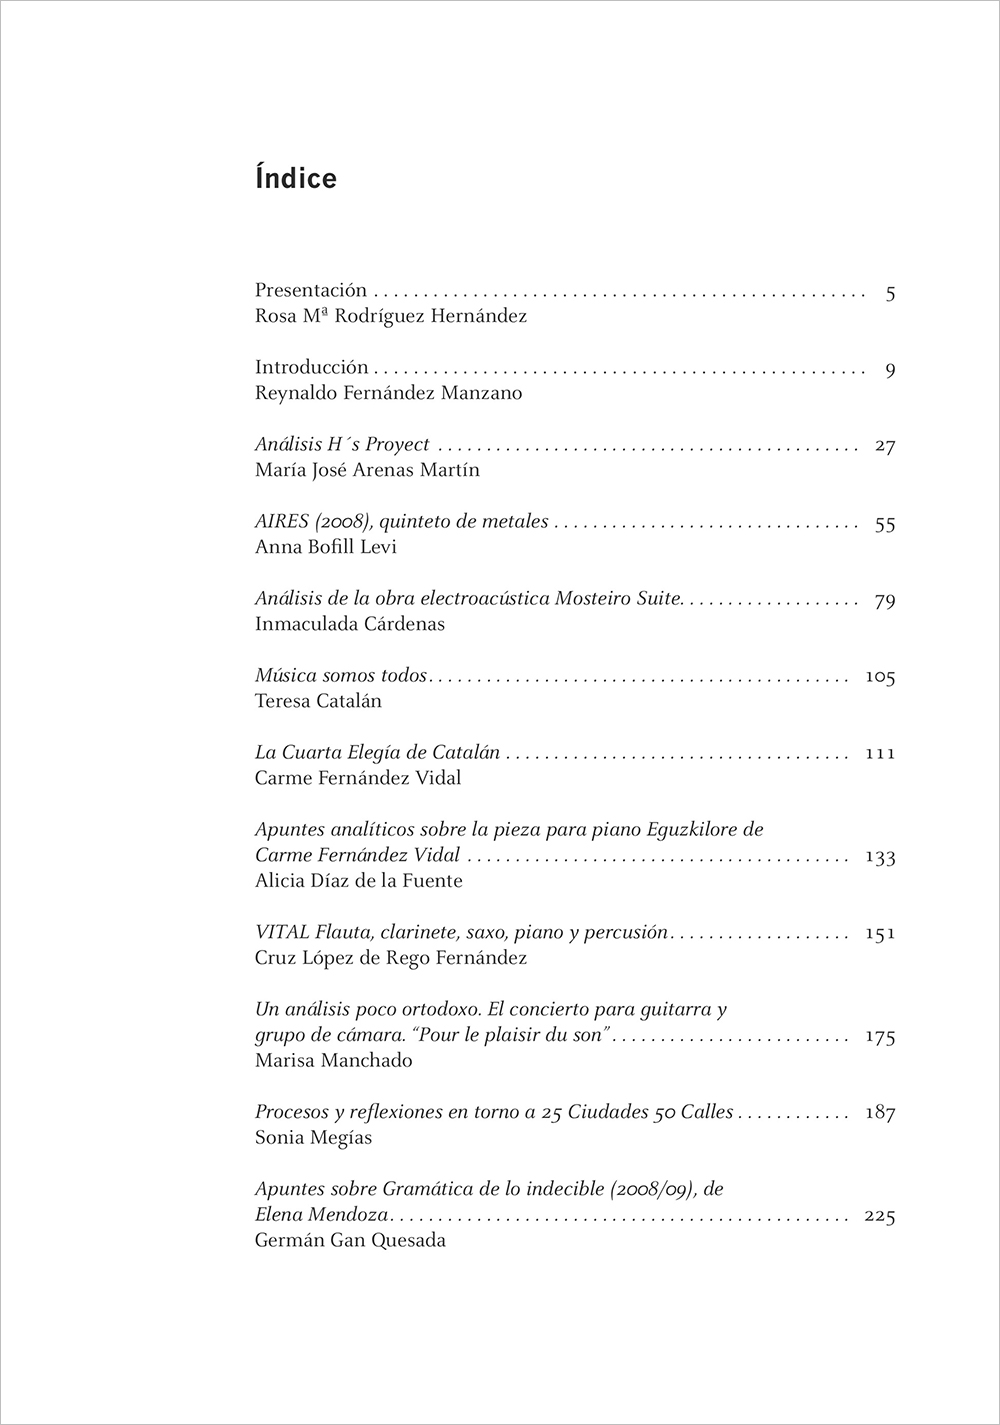 Índice
Presentación . . . . . . . . . . . . . . . . . . . . . . . . . . . . . . . . . . . . . . . . . . . . . . . . . . 5
Rosa Mª Rodríguez Hernández
Introducción . . . . . . . . . . . . . . . . . . . . . . . . . . . . . . . . . . . . . . . . . . . . . . . . . . 9
Reynaldo Fernández Manzano
Análisis H´s Proyect . . . . . . . . . . . . . . . . . . . . . . . . . . . . . . . . . . . . . . . . . . . 27
María José Arenas Martín
AIRES (2008), quinteto de metales . . . . . . . . . . . . . . . . . . . . . . . . . . . . . . . 55
Anna Bofill Levi
Análisis de la obra electroacústica Mosteiro Suite. . . . . . . . . . . . . . . . . . . 79
Inmaculada Cárdenas
Música somos todos. . . . . . . . . . . . . . . . . . . . . . . . . . . . . . . . . . . . . . . . . . . 105
Teresa Catalán
La Cuarta Elegía de Catalán . . . . . . . . . . . . . . . . . . . . . . . . . . . . . . . . . . . 111
Carme Fernández Vidal
Apuntes analíticos sobre la pieza para piano Eguzkilore de
Carme Fernández Vidal . . . . . . . . . . . . . . . . . . . . . . . . . . . . . . . . . . . . . . . 133
Alicia Díaz de la Fuente
VITAL Flauta, clarinete, saxo, piano y percusión. . . . . . . . . . . . . . . . . . . 151
Cruz López de Rego Fernández
Un análisis poco ortodoxo. El concierto para guitarra y
grupo de cámara. “Pour le plaisir du son”. . . . . . . . . . . . . . . . . . . . . . . . . 175
Marisa Manchado
Procesos y reflexiones en torno a 25 Ciudades 50 Calles . . . . . . . . . . . . 187
Sonia Megías
Apuntes sobre Gramática de lo indecible (2008/09), de
Elena Mendoza. . . . . . . . . . . . . . . . . . . . . . . . . . . . . . . . . . . . . . . . . . . . . . . 225
Germán Gan Quesada